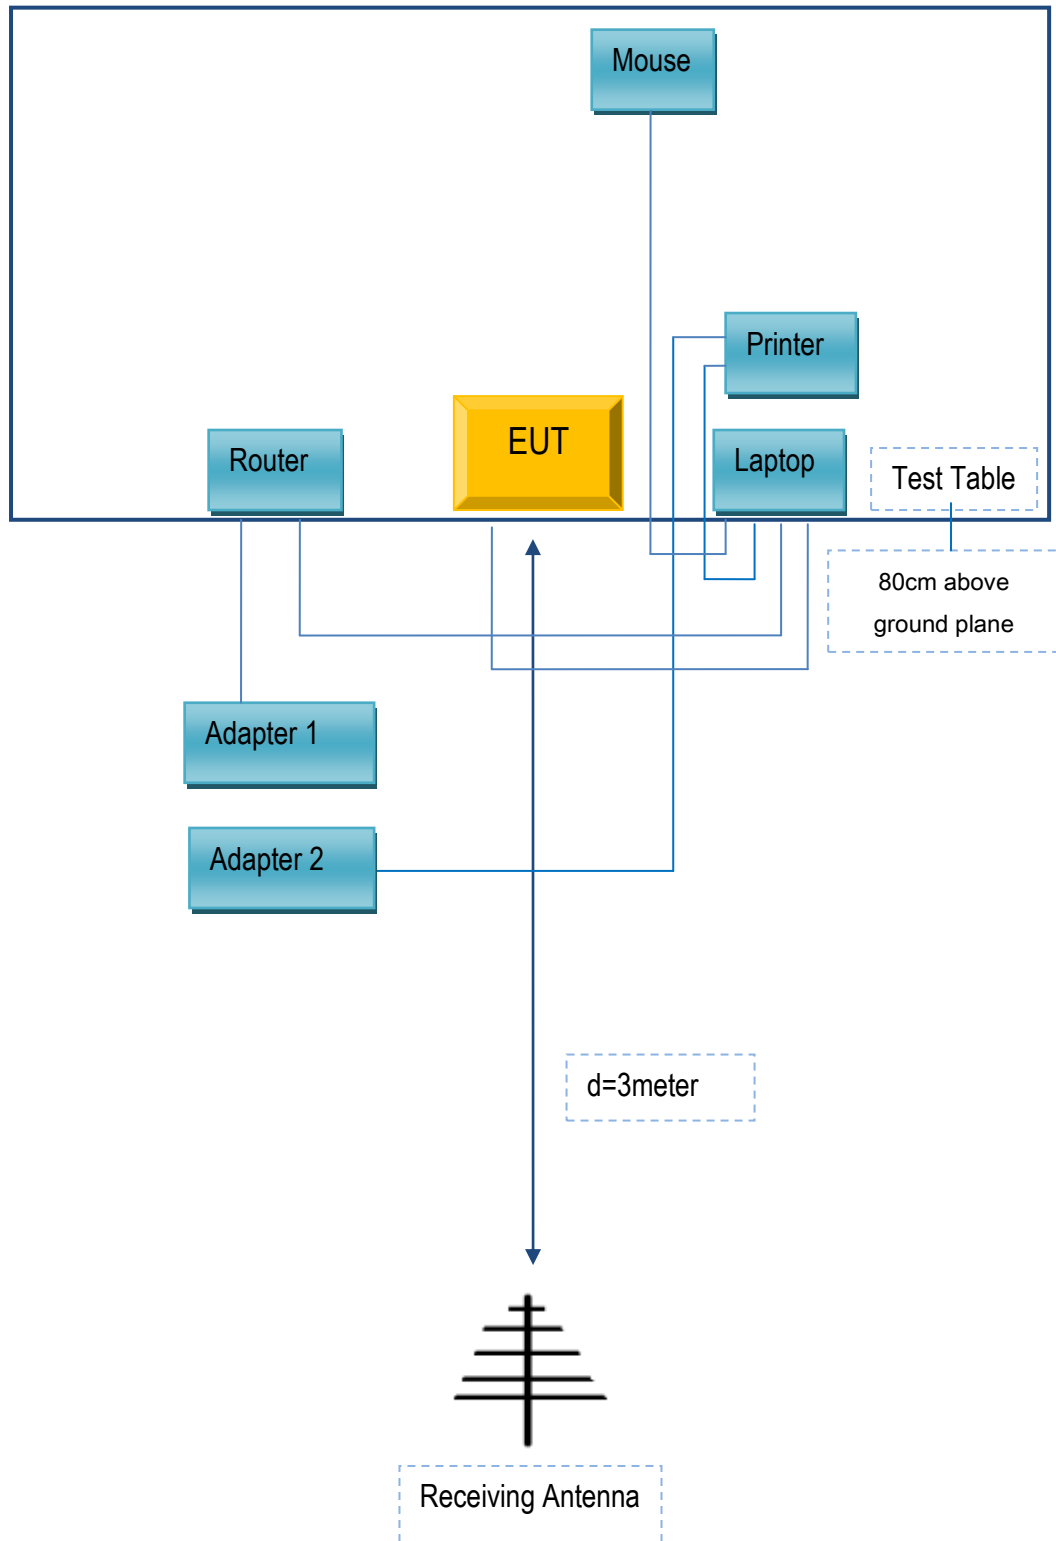 Mouse
Printer
EUT
Router
Laptop
Test Table
80cm above
ground plane
Adapter 1
Adapter 2
d=3meter
Receiving Antenna